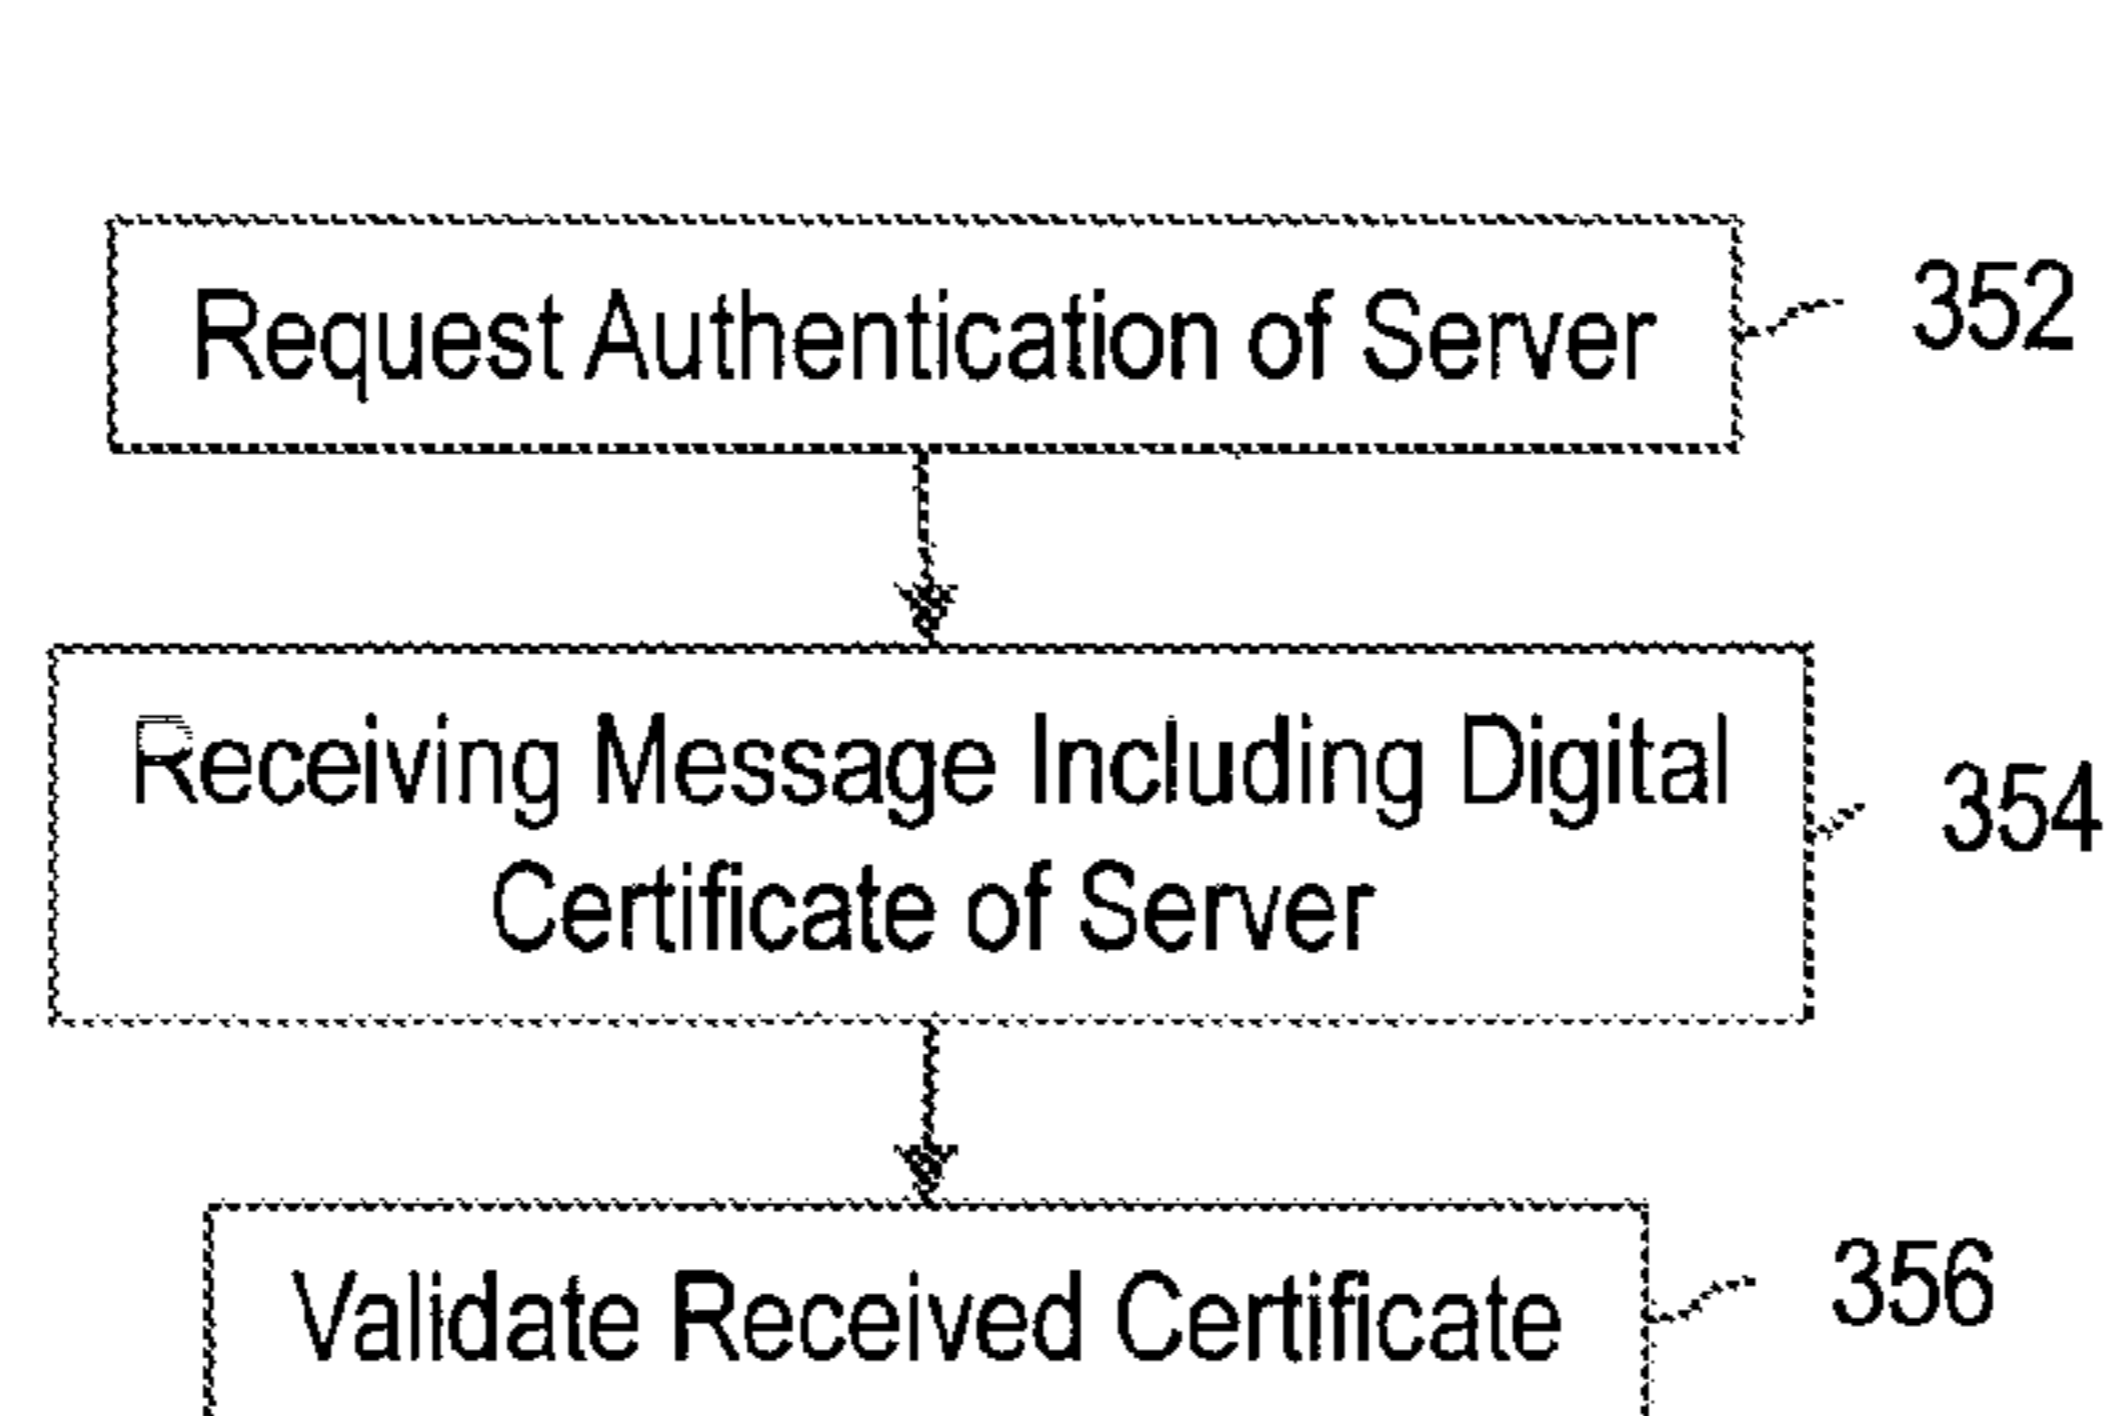 Request Authentication of Server
352
Receiving Message Including Digital
Certificate of Server
354
Validate Received Certificate
356